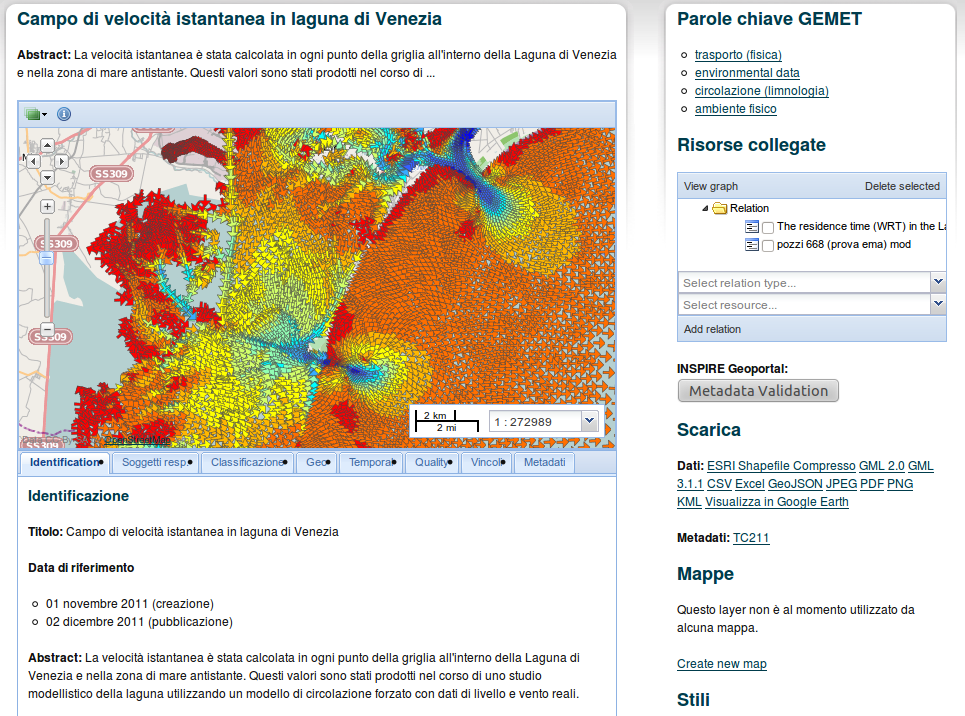 Campo di velocità istantanea in laguna di Venezia
Abstract: La velocità istantanea è stata calcolata in ogni punto della griglia all'interno della Laguna di Venezia
e nella zona di mare antistante. Questi valori sono stati prodotti nel corso di ...
SS309
SS309
SS309
SS309
OpenStreetMap
2 km
2 mi
1 : 272989
Identification
Soggetti resp.
Classificazione
Geo
Temporal
Quality
Vincoli
Metadati
Identificazione
Titolo: Campo di velocità istantanea in laguna di Venezia
Data di riferimento
01 novembre 2011 (creazione)
02 dicembre 2011 (pubblicazione)
Abstract: La velocità istantanea è stata calcolata in ogni punto della griglia all'interno della Laguna di
Venezia e nella zona di mare antistante. Questi valori sono stati prodotti nel corso di uno studio
modellistico della laguna utilizzando un modello di circolazione forzato con dati di livello e vento reali.
Parole chiave GEMET
trasporto (fisica)
environmental data
circolazione (limnologia)
ambiente fisico
Risorse collegate
View graph
Delete selected
Relation
The residence time (WRT) in the La
pozzi 668 (prova ema) mod
Select relation type...
Select resource...
Add relation
INSPIRE Geoportal:
Metadata Validation
Scarica
Dati: ESRI Shapefile Compresso GML 2.0 GML
3.1.1 CSV Excel GeoJSON JPEG PDF PNG
KML Visualizza in Google Earth
Metadati: TC211
Mappe
Questo layer non è al momento utilizzato da
alcuna mappa.
Create new map
Stili